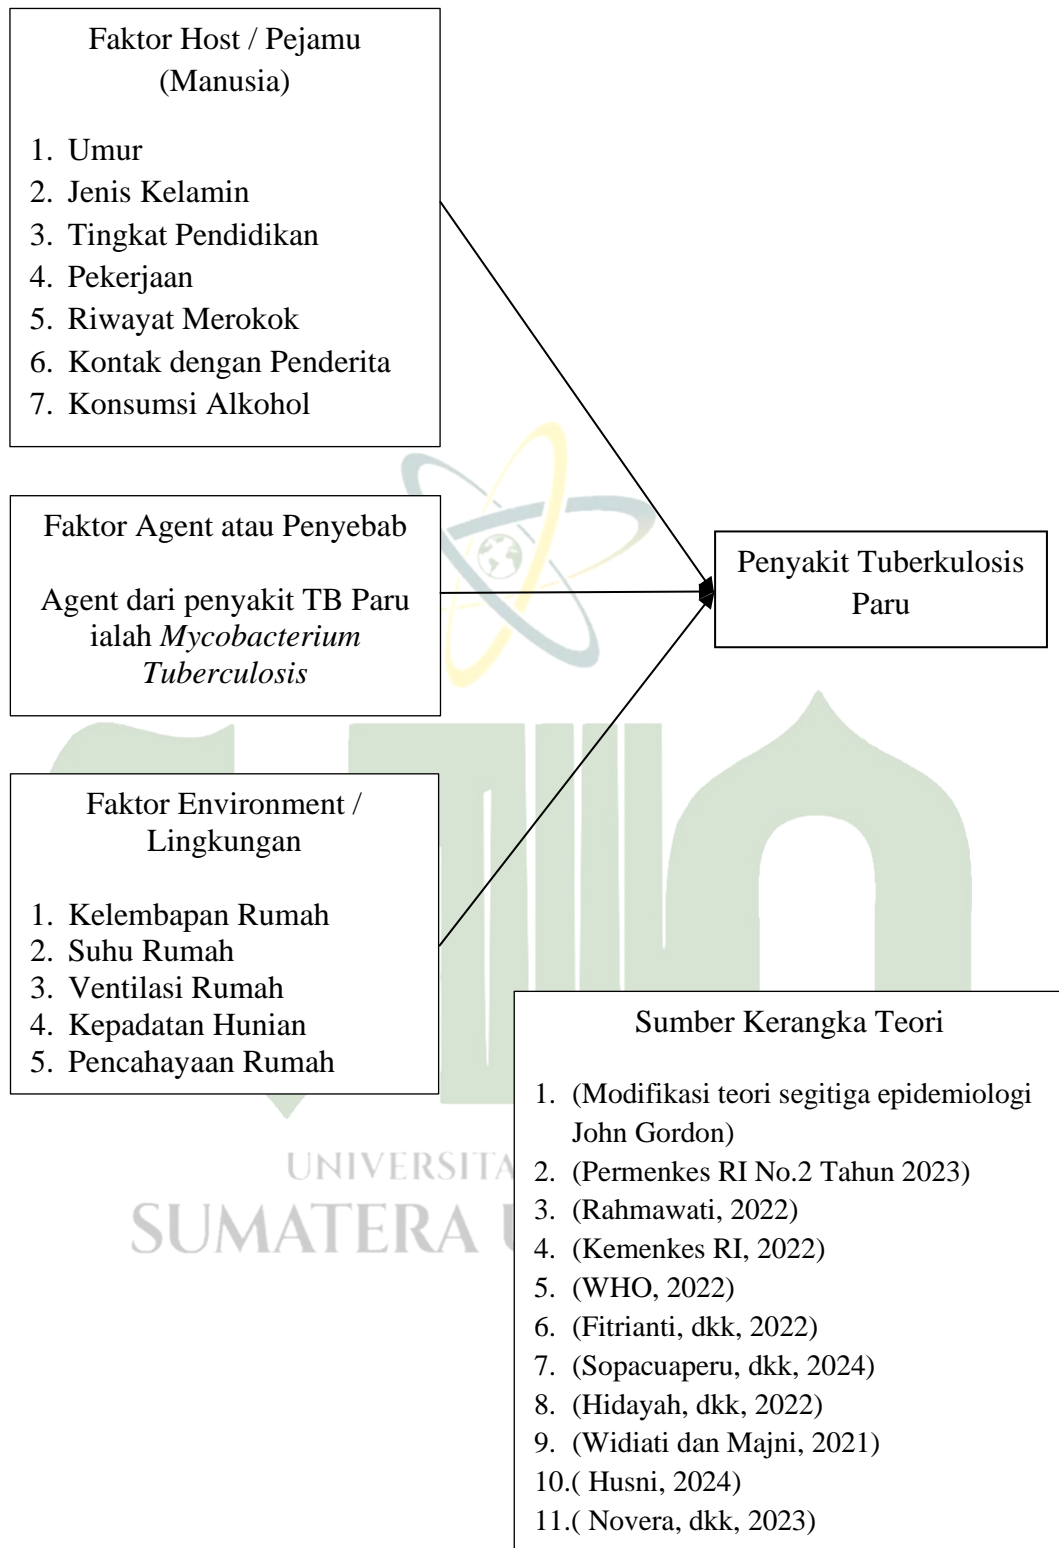 Faktor Host / Pejamu
(Manusia)
1. Umur
2. Jenis Kelamin
3. Tingkat Pendidikan
4. Pekerjaan
5. Riwayat Merokok
6. Kontak dengan Penderita
7. Konsumsi Alkohol
Faktor Agent atau Penyebab
Agent dari penyakit TB Paru
ialah Mycobacterium
Tuberculosis
Penyakit Tuberkulosis
Paru
Faktor Environment /
Lingkungan
1. Kelembapan Rumah
2. Suhu Rumah
3. Ventilasi Rumah
4. Kepadatan Hunian
5. Pencahayaan Rumah
Sumber Kerangka Teori
1. (Modifikasi teori segitiga epidemiologi
John Gordon)
2. (Permenkes RI No.2 Tahun 2023)
3. (Rahmawati, 2022)
4. (Kemenkes RI, 2022)
5. (WHO, 2022)
6. (Fitrianti, dkk, 2022)
7. (Sopacuaperu, dkk, 2024)
8. (Hidayah, dkk, 2022)
9. (Widiati dan Majni, 2021)
10.( Husni, 2024)
11.( Novera, dkk, 2023)
UNIVERSITA
SUMATERA U